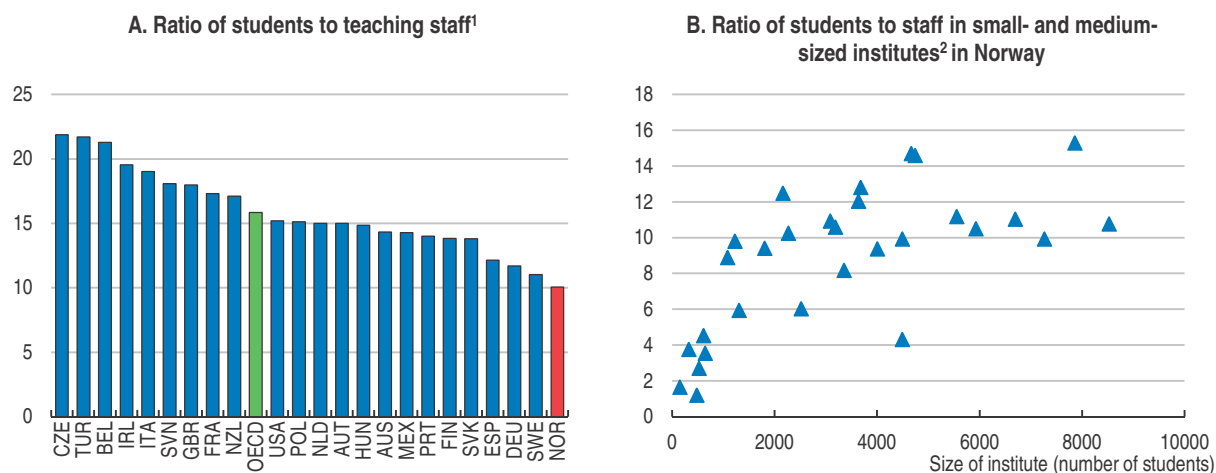 A. Ratio of students to teaching staff¹
25
20
15
10
5
0
CZE
TUR
BEL
IRL
ITA
SVN
GBR
FRA
NZL
OECD
USA
POL
NLD
AUT
HUN
AUS
MEX
PRT
FIN
SVK
ESP
DEU
SWE
NOR
B. Ratio of students to staff in small- and medium-
sized institutes² in Norway
18
16
14
12
10
8
6
4
2
0
0 2000 4000 6000 8000 10000
Size of institute (number of students)